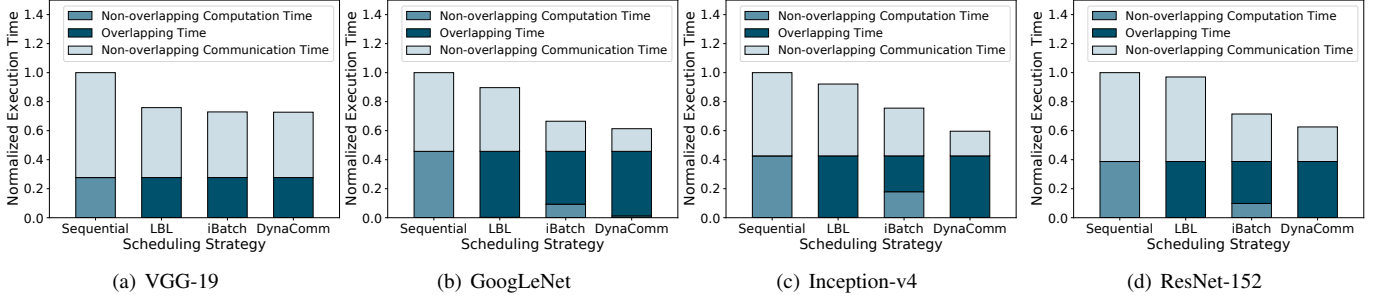 Normalized Execution Time
1.4
1.2
1.0
0.8
0.6
0.4
0.2
0.0
Non-overlapping Computation Time
Overlapping Time
Non-overlapping Communication Time
Sequential LBL iBatch DynaComm
Scheduling Strategy
(a) VGG-19
Normalized Execution Time
1.4
1.2
1.0
0.8
0.6
0.4
0.2
0.0
Non-overlapping Computation Time
Overlapping Time
Non-overlapping Communication Time
Sequential LBL iBatch DynaComm
Scheduling Strategy
(b) GoogLeNet
Normalized Execution Time
1.4
1.2
1.0
0.8
0.6
0.4
0.2
0.0
Non-overlapping Computation Time
Overlapping Time
Non-overlapping Communication Time
Sequential LBL iBatch DynaComm
Scheduling Strategy
(c) Inception-v4
Normalized Execution Time
1.4
1.2
1.0
0.8
0.6
0.4
0.2
0.0
Non-overlapping Computation Time
Overlapping Time
Non-overlapping Communication Time
Sequential LBL iBatch DynaComm
Scheduling Strategy
(d) ResNet-152